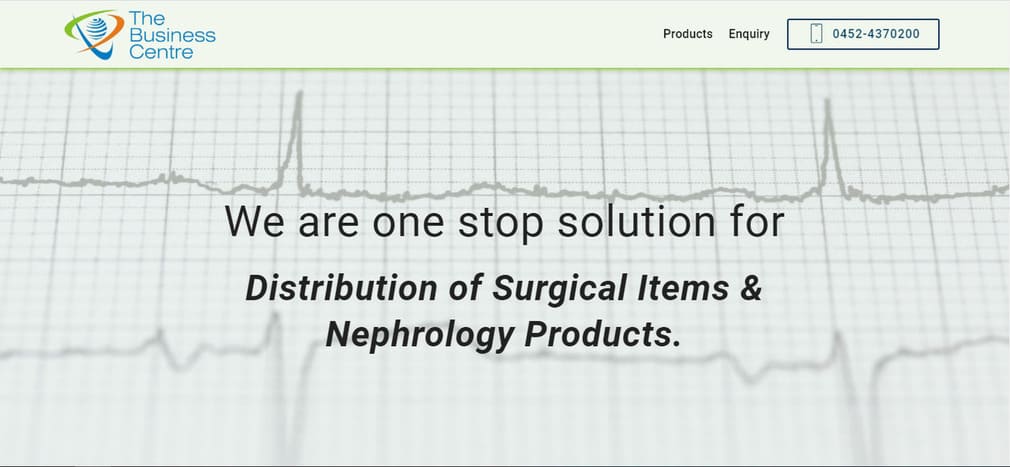 The
Business
Centre
Products Enquiry 0452-4370200
We are one stop solution for
Distribution of Surgical Items &
Nephrology Products.